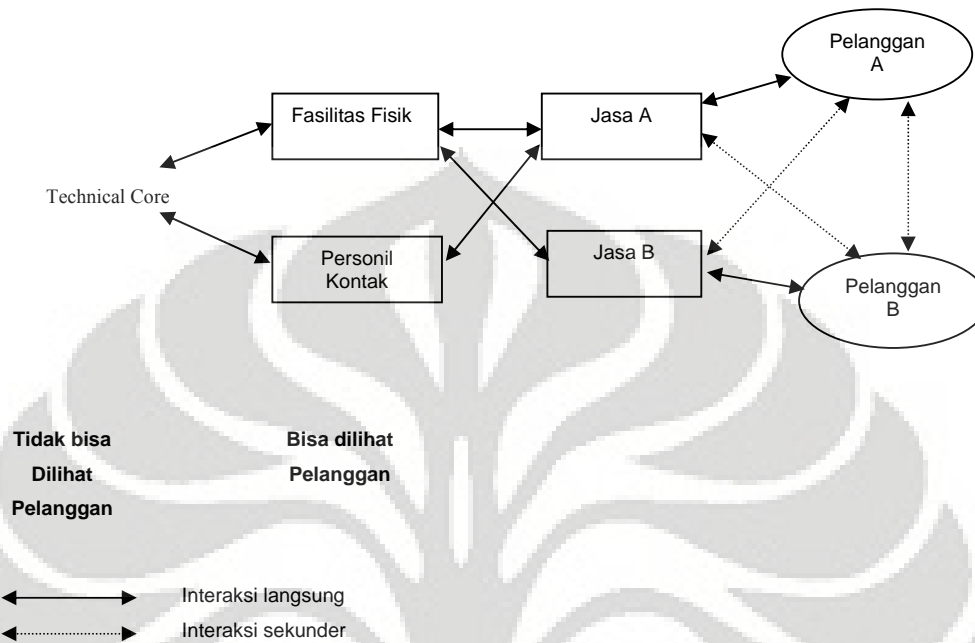 Pelanggan
A
Fasilitas Fisik
Jasa A
Technical Core
Personil
Kontak
Jasa B
Pelanggan
B
Tidak bisa
Dilihat
Pelanggan
Bisa dilihat
Pelanggan
Interaksi langsung
Interaksi sekunder